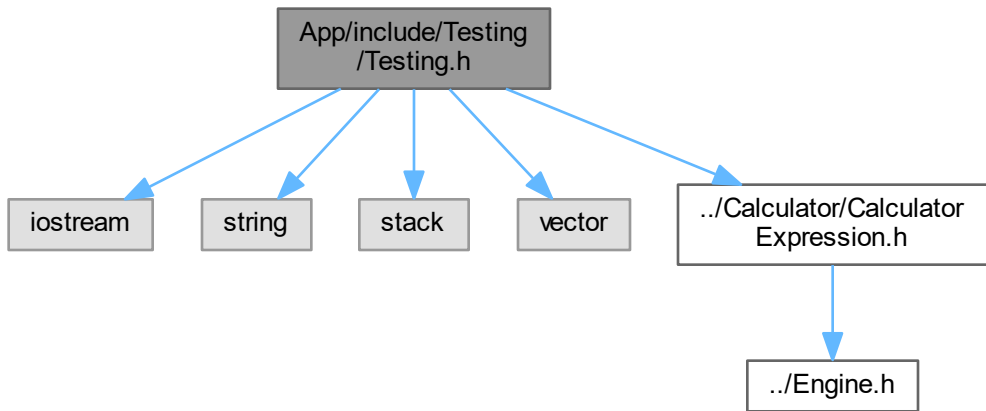 App/include/Testing
/Testing.h
iostream
string
stack
vector
../Calculator/Calculator
Expression.h
../Engine.h